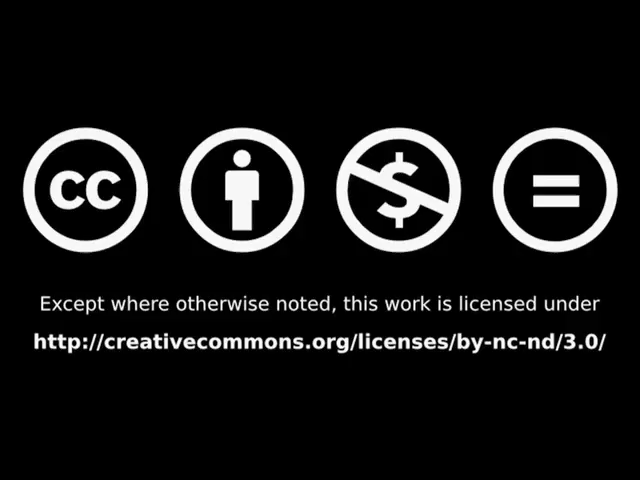 cc
$
=
Except where otherwise noted, this work is licensed under
http://creativecommons.org/licenses/by-nc-nd/3.0/